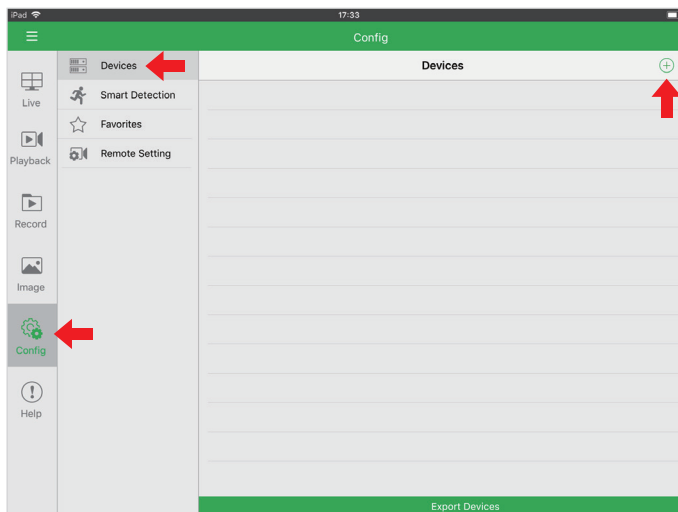 iPad 17:33
Config
Live
Playback
Record
Image
Config
Help
Devices
Smart Detection
Favorites
Remote Setting
Devices
Export Devices